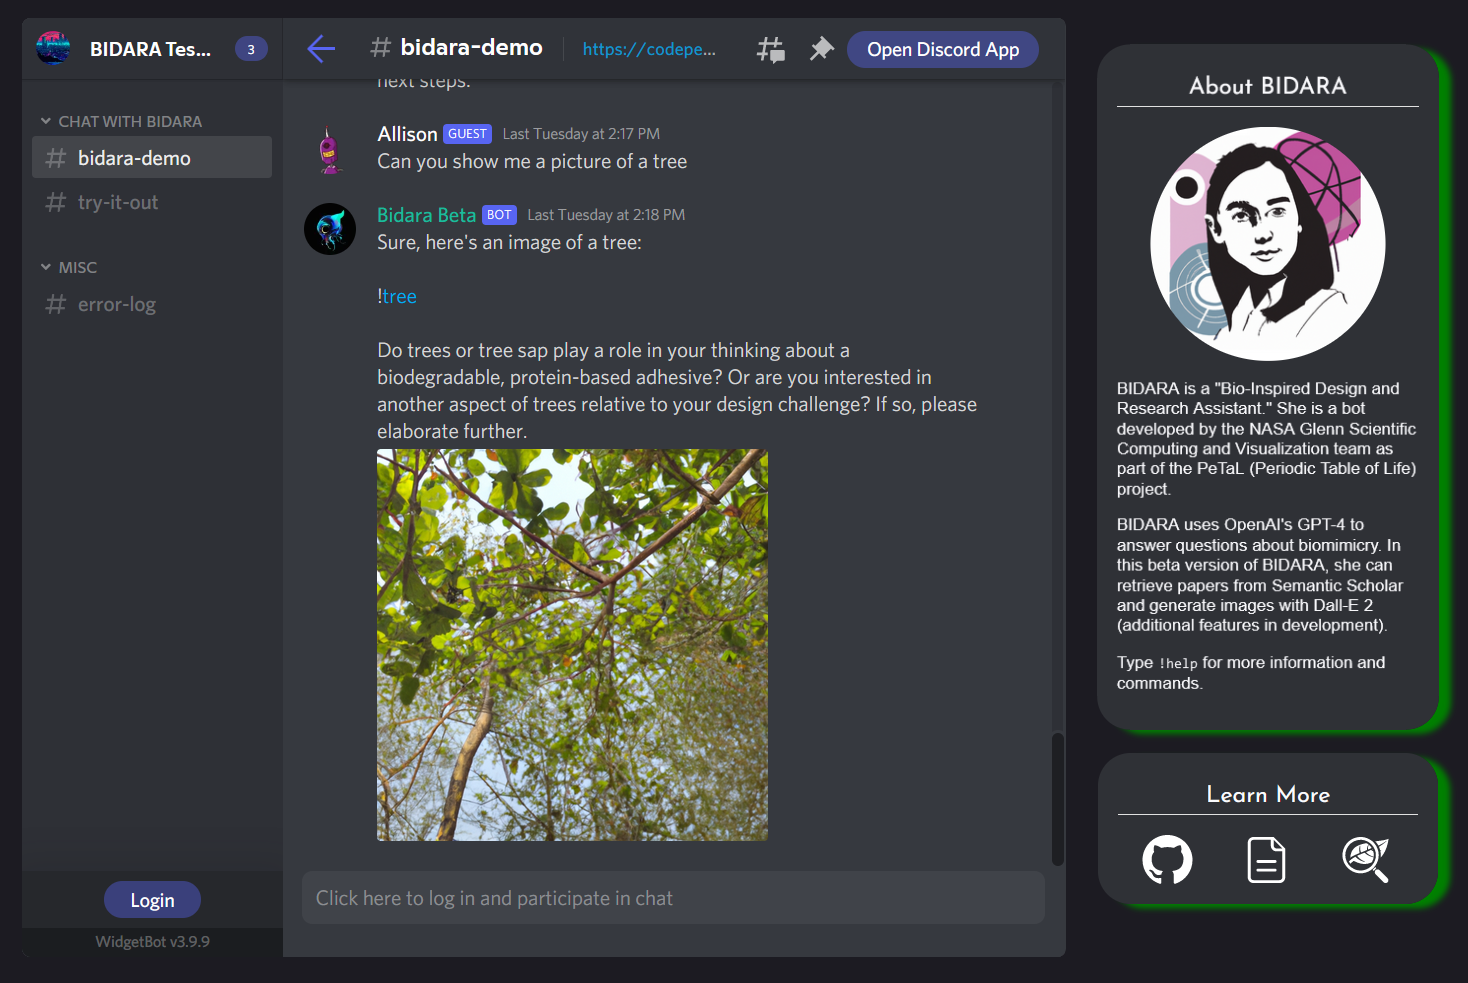 BIDARA Tes...
3
CHAT WITH BIDARA
# bidara-demo
# try-it-out
MISC
# error-log
Login
WidgetBot v3.9.9
# bidara-demo
https://codepe...
Open Discord App
next steps.
Allison GUEST Last Tuesday at 2:17 PM
Can you show me a picture of a tree
Bidara Beta BOT Last Tuesday at 2:18 PM
Sure, here's an image of a tree:
!tree
Do trees or tree sap play a role in your thinking about a
biodegradable, protein-based adhesive? Or are you interested in
another aspect of trees relative to your design challenge? If so, please
elaborate further.
Click here to log in and participate in chat
About BIDARA
BIDARA is a "Bio-Inspired Design and
Research Assistant." She is a bot
developed by the NASA Glenn Scientific
Computing and Visualization team as
part of the PeTaL (Periodic Table of Life)
project.
BIDARA uses OpenAI's GPT-4 to
answer questions about biomimicry. In
this beta version of BIDARA, she can
retrieve papers from Semantic Scholar
and generate images with Dall-E 2
(additional features in development).
Type !help for more information and
commands.
Learn More